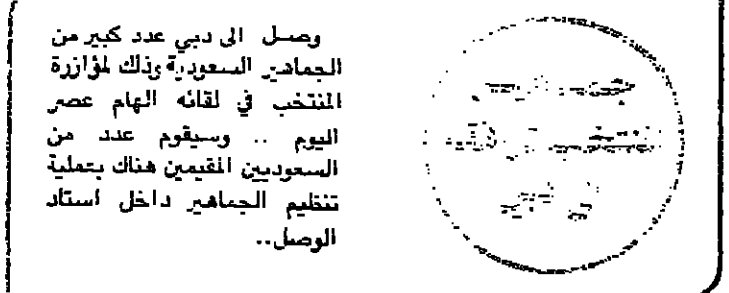 وصل الى دبي عدد كبير من
الجماهير السعودية وذلك لمؤازرة
المنتخب في لقائه الهام عصر
اليوم .. وسيقوم عدد من
السعوديين المقيمين هناك بعملية
تنظيم الجماهير داخل استاد
الوصل..